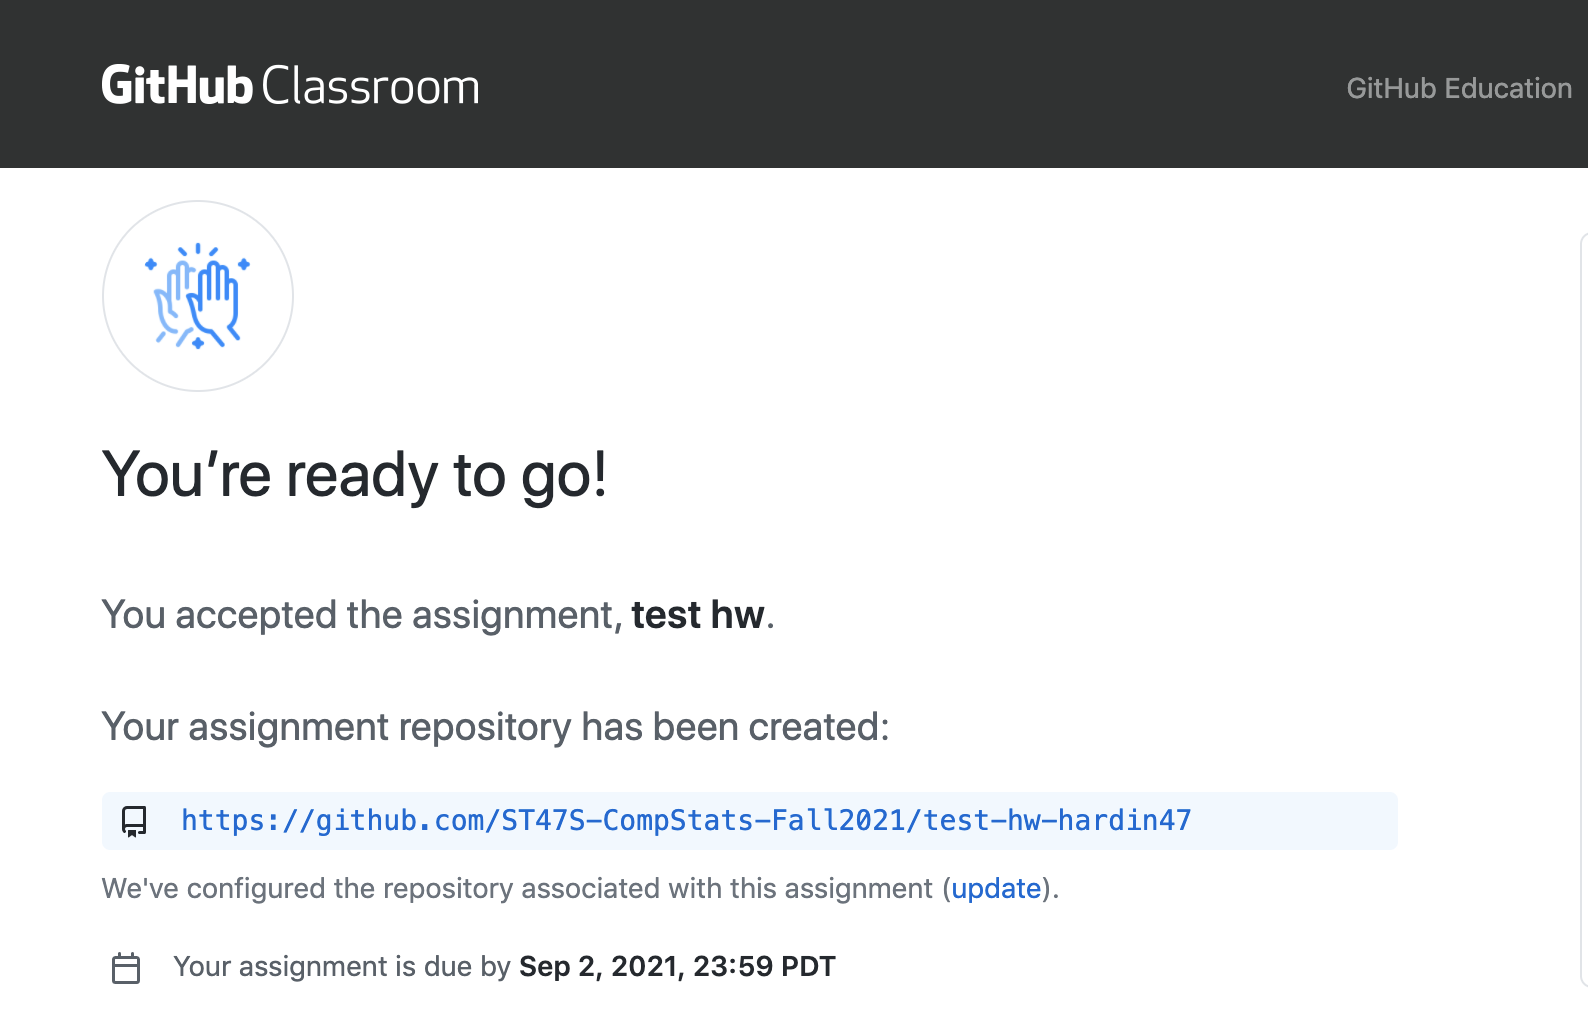 GitHub Classroom
GitHub Education
You’re ready to go!
You accepted the assignment, test hw.
Your assignment repository has been created:
https://github.com/ST47S-CompStats-Fall2021/test-hw-hardin47
We've configured the repository associated with this assignment (update).
Your assignment is due by Sep 2, 2021, 23:59 PDT